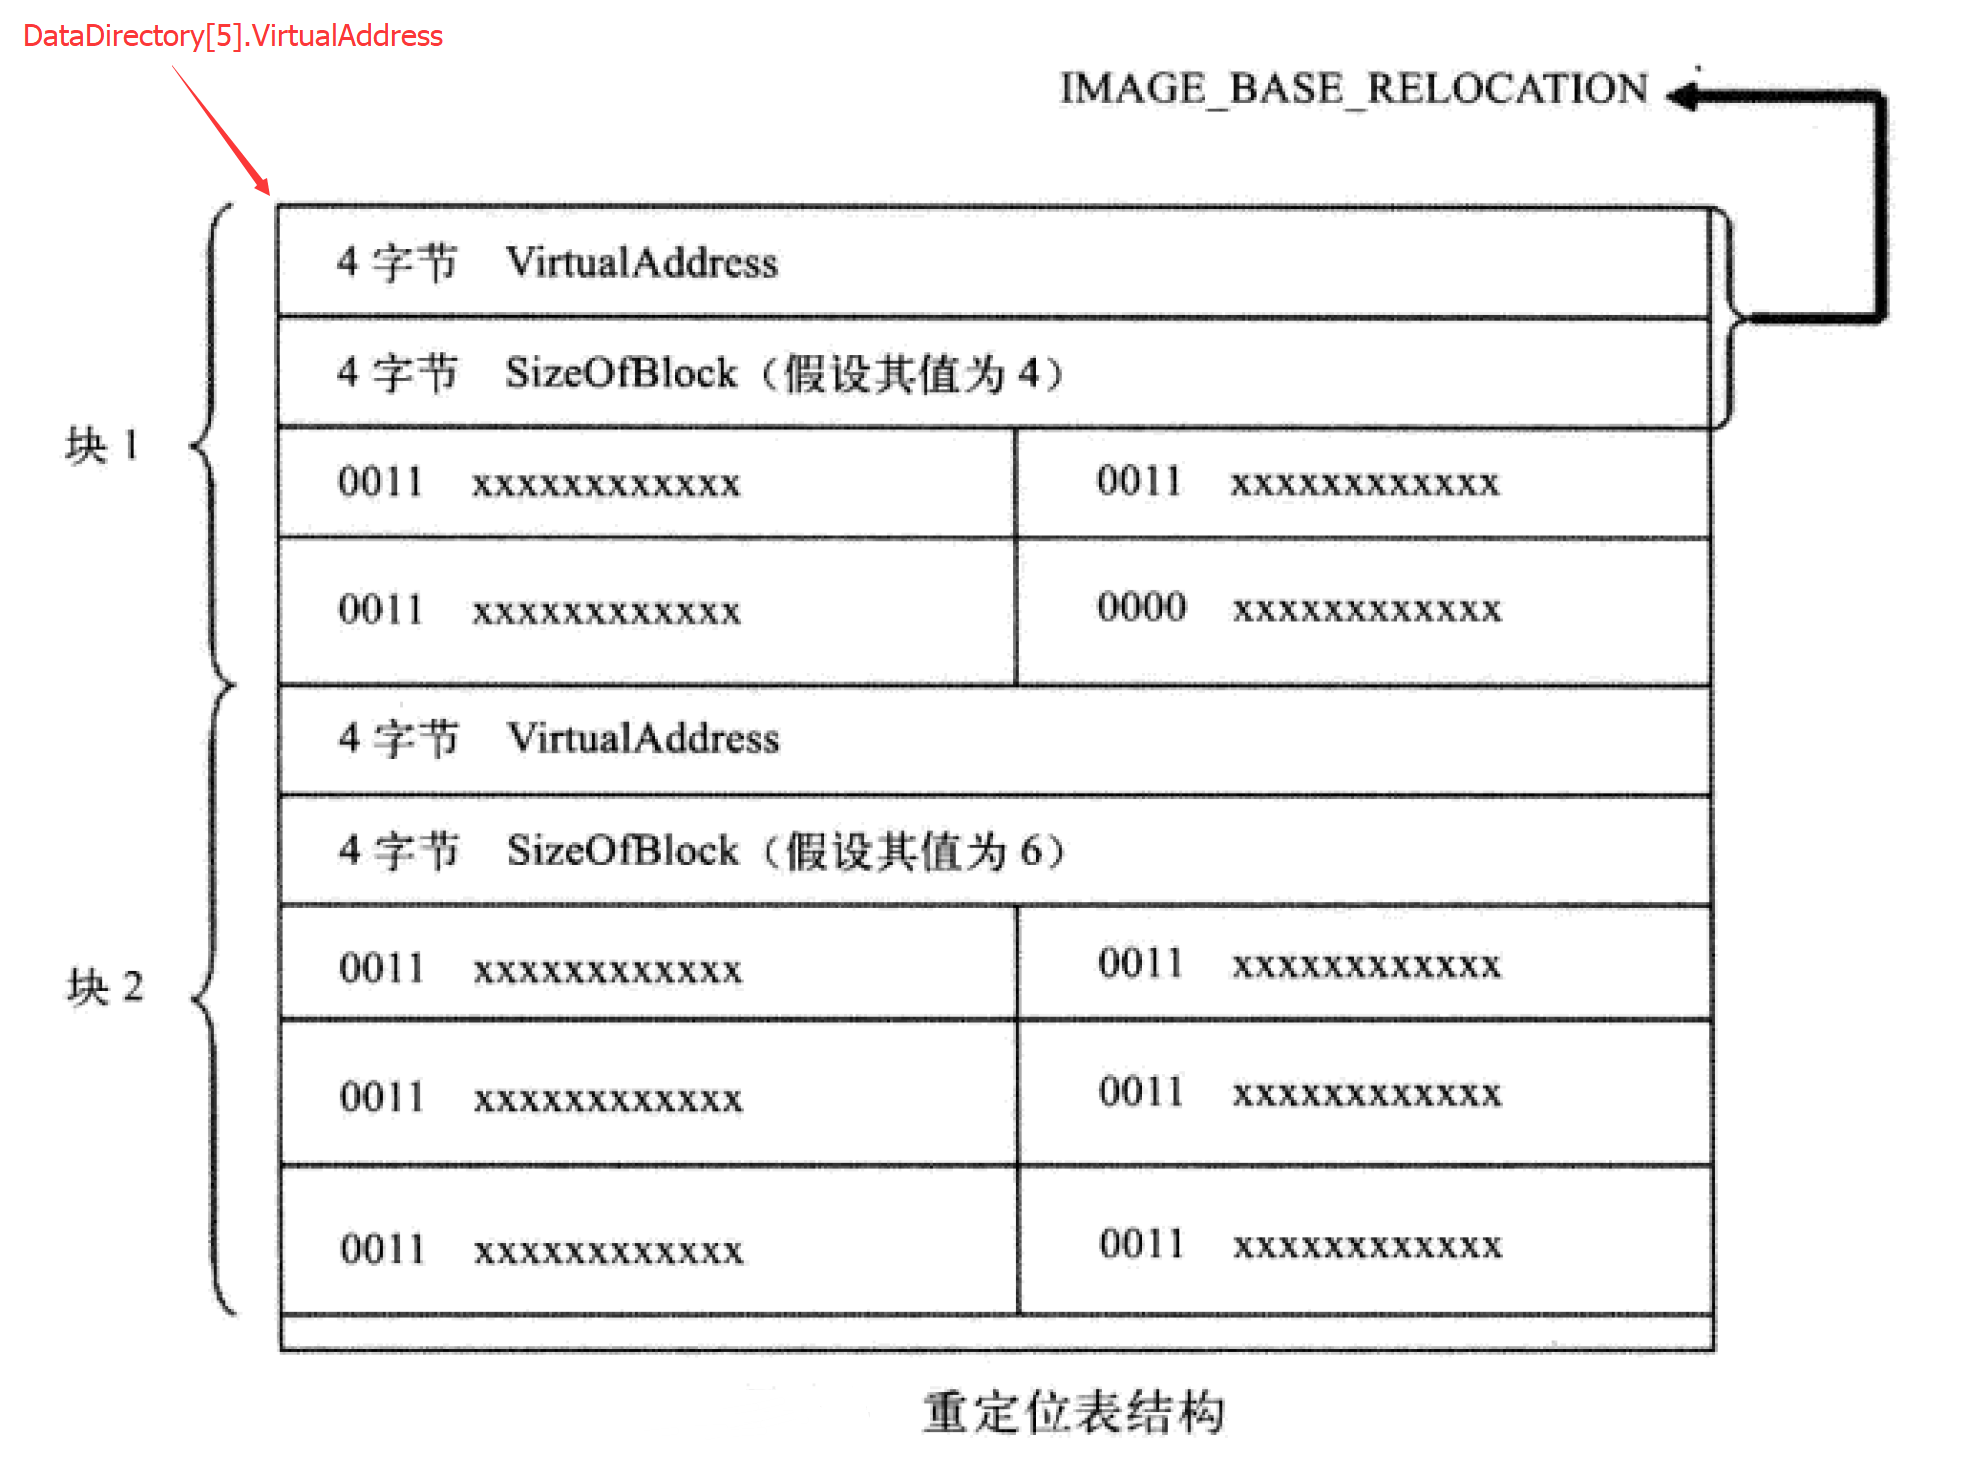 DataDirectory[5].VirtualAddress
IMAGE_BASE_RELOCATION
4 字节 VirtualAddress
4 字节 SizeOfBlock（假设其值为 4）
块 1
0011 xxxxxxxxxxxx 0011 xxxxxxxxxxxx
0011 xxxxxxxxxxxx 0000 xxxxxxxxxxxx
4 字节 VirtualAddress
4 字节 SizeOfBlock（假设其值为 6）
块 2
0011 xxxxxxxxxxxx 0011 xxxxxxxxxxxx
0011 xxxxxxxxxxxx 0011 xxxxxxxxxxxx
0011 xxxxxxxxxxxx 0011 xxxxxxxxxxxx
重定位表结构